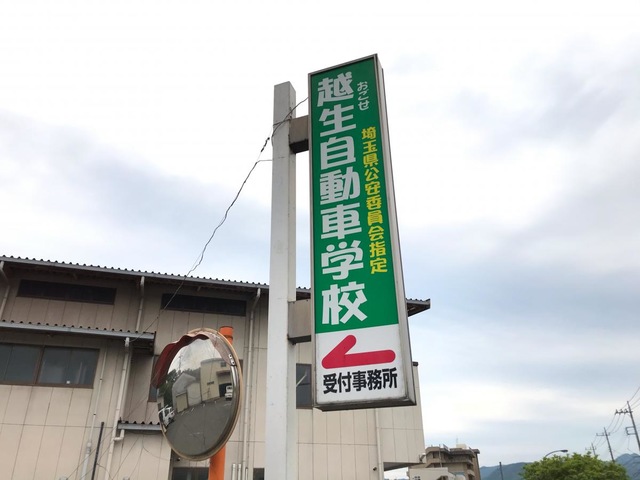 おごせ
越生自動車学校
埼玉県公安委員会指定
受付事務所